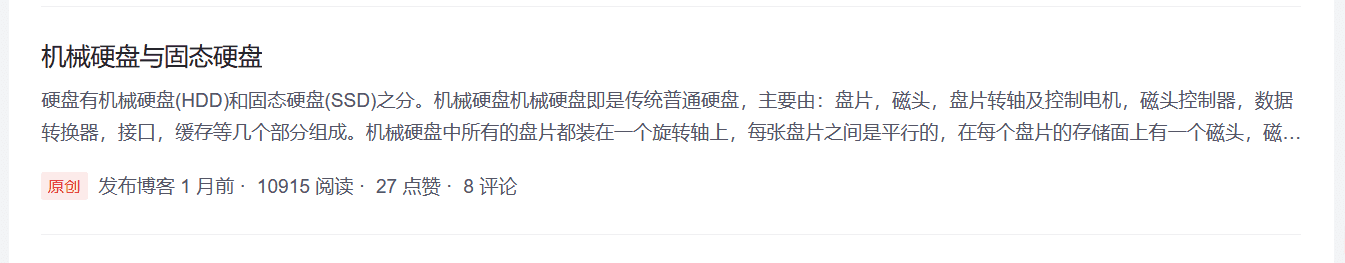 机械硬盘与固态硬盘
硬盘有机械硬盘(HDD)和固态硬盘(SSD)之分。机械硬盘机械硬盘即是传统普通硬盘，主要由：盘片，磁头，盘片转轴及控制电机，磁头控制器，数据
转换器，接口，缓存等几个部分组成。机械硬盘中所有的盘片都装在一个旋转轴上，每张盘片之间是平行的，在每个盘片的存储面上有一个磁头，磁…
原创 发布博客 1 月前 · 10915 阅读 · 27 点赞 · 8 评论